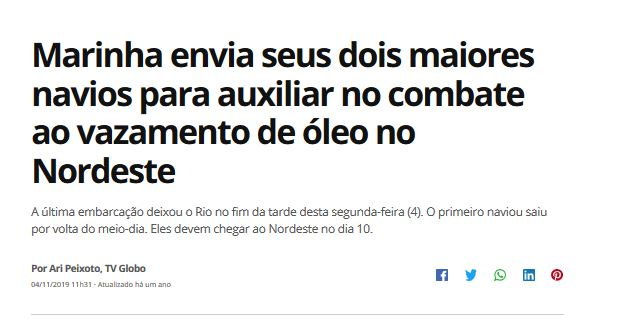 Marinha envia seus dois maiores
navios para auxiliar no combate
ao vazamento de óleo no
Nordeste
A última embarcação deixou o Rio no fim da tarde desta segunda-feira (4). O primeiro naviou saiu
por volta do meio-dia. Eles devem chegar ao Nordeste no dia 10.
Por Ari Peixoto, TV Globo
04/11/2019 11h31 · Atualizado há um ano